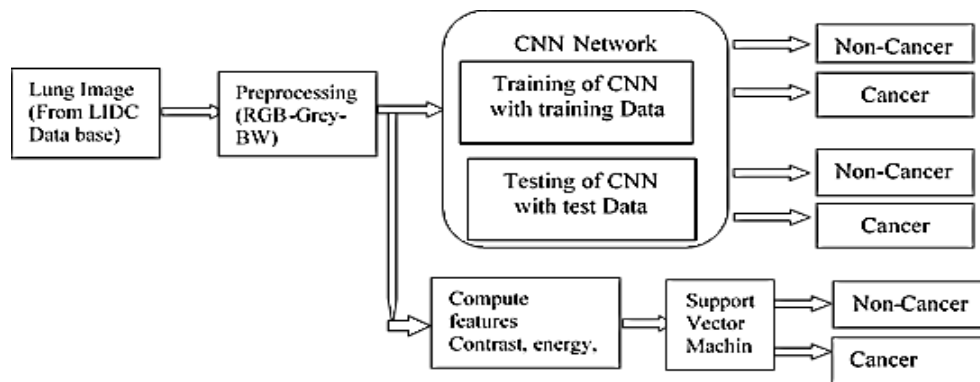 Lung Image
(From LIDC
Data base)
Preprocessing
(RGB-Grey-
BW)
CNN Network
Training of CNN
with training Data
Testing of CNN
with test Data
Non-Cancer
Cancer
Non-Cancer
Cancer
Compute
features
Contrast, energy,
Support
Vector
Machin
Non-Cancer
Cancer